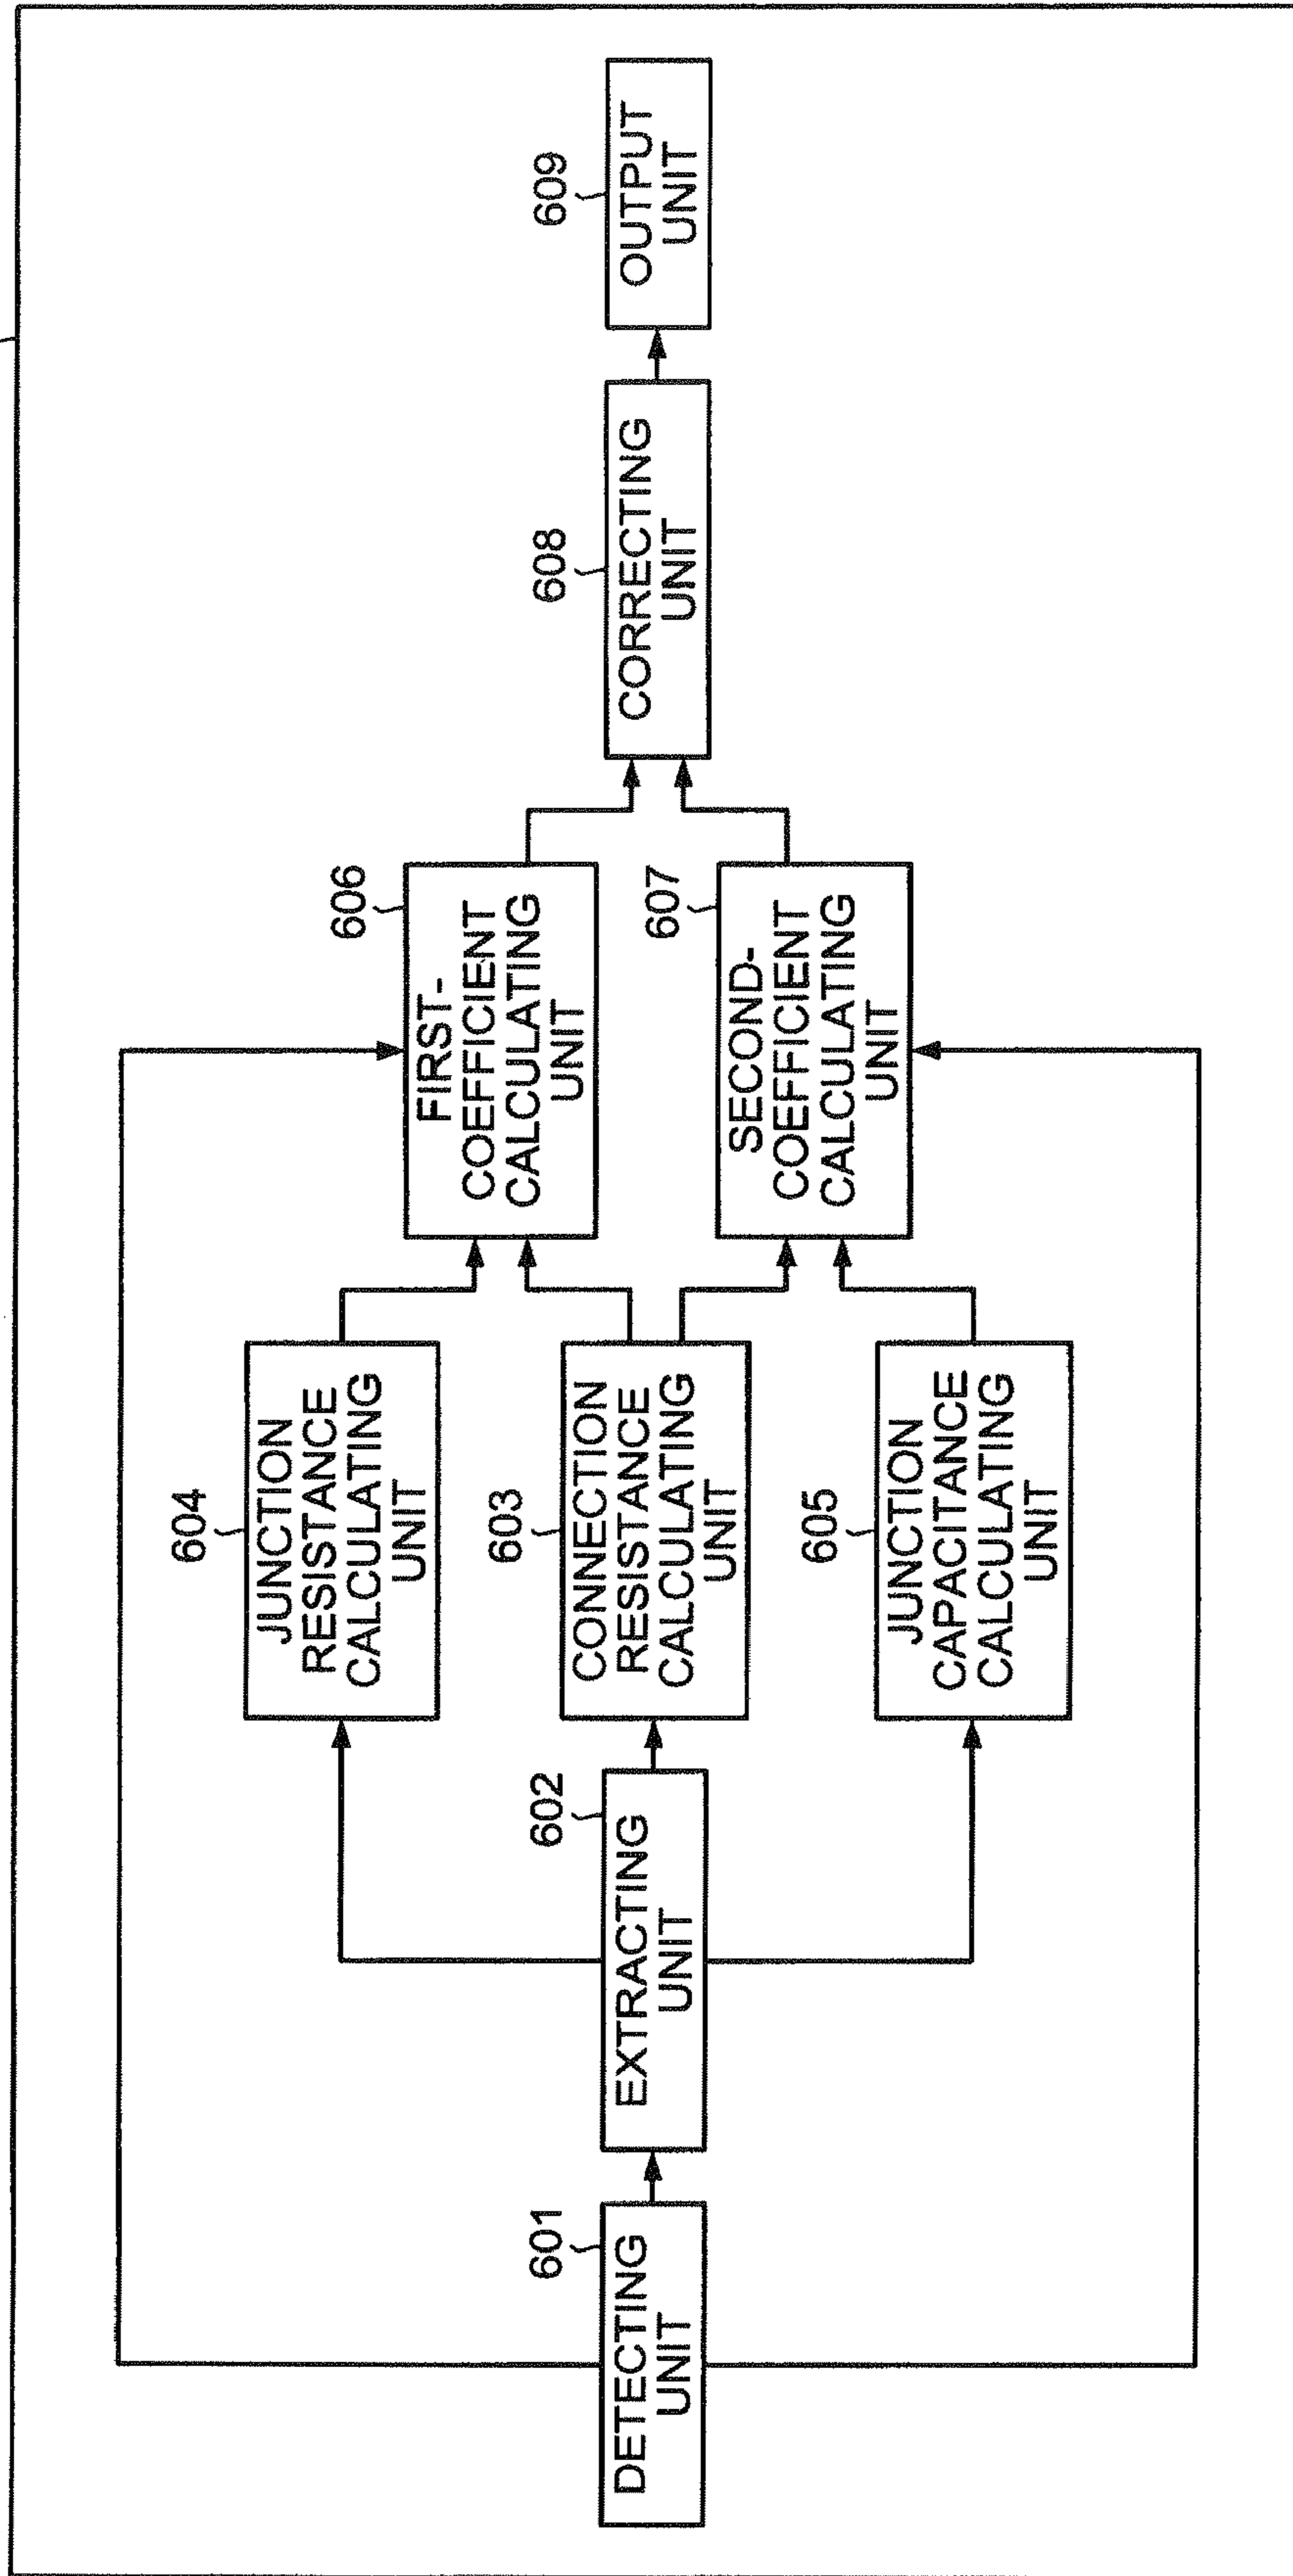 601
DETECTING
UNIT
602
EXTRACTING
UNIT
604
JUNCTION
RESISTANCE
CALCULATING
UNIT
603
CONNECTION
RESISTANCE
CALCULATING
UNIT
605
JUNCTION
CAPACITANCE
CALCULATING
UNIT
606
FIRST-
COEFFICIENT
CALCULATING
UNIT
607
SECOND-
COEFFICIENT
CALCULATING
UNIT
608
CORRECTING
UNIT
609
OUTPUT
UNIT